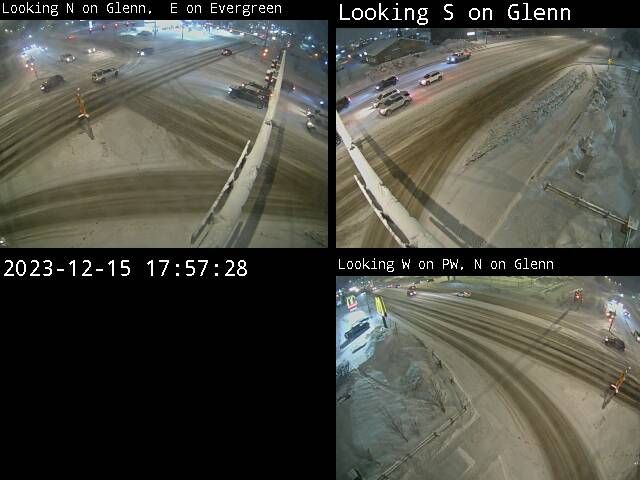 Looking N on Glenn,  E on Evergreen
Looking S on Glenn
2023-12-15 17:57:28
Looking W on PW, N on Glenn